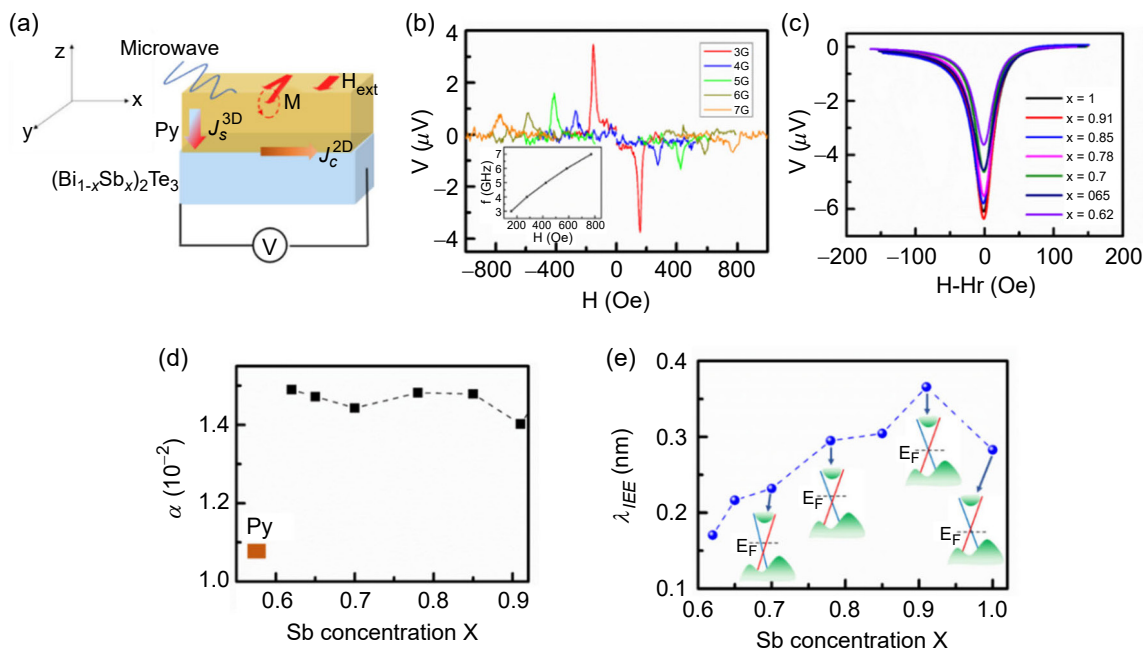 (a)
z
x
y
Microwave
H_ext
M
Py
J_s^3D
J_c^2D
(Bi1-xSbx)2Te3
V
(b)
4
2
0
−2
−4
V (μV)
3G
4G
5G
6G
7G
f (GHz)
7
6
5
4
3
200 400 600 800
H (Oe)
−800 −400 0 400 800
H (Oe)
(c)
0
−2
−4
−6
V (μV)
x = 1
x = 0.91
x = 0.85
x = 0.78
x = 0.7
x = 065
x = 0.62
−200 −100 0 100 200
H-Hr (Oe)
(d)
1.4
1.2
1.0
α (10⁻²)
Py
0.6 0.7 0.8 0.9
Sb concentration X
(e)
0.4
0.3
0.2
0.1
λ_IEE (nm)
E_F
E_F
E_F
E_F
0.6 0.7 0.8 0.9 1.0
Sb concentration X